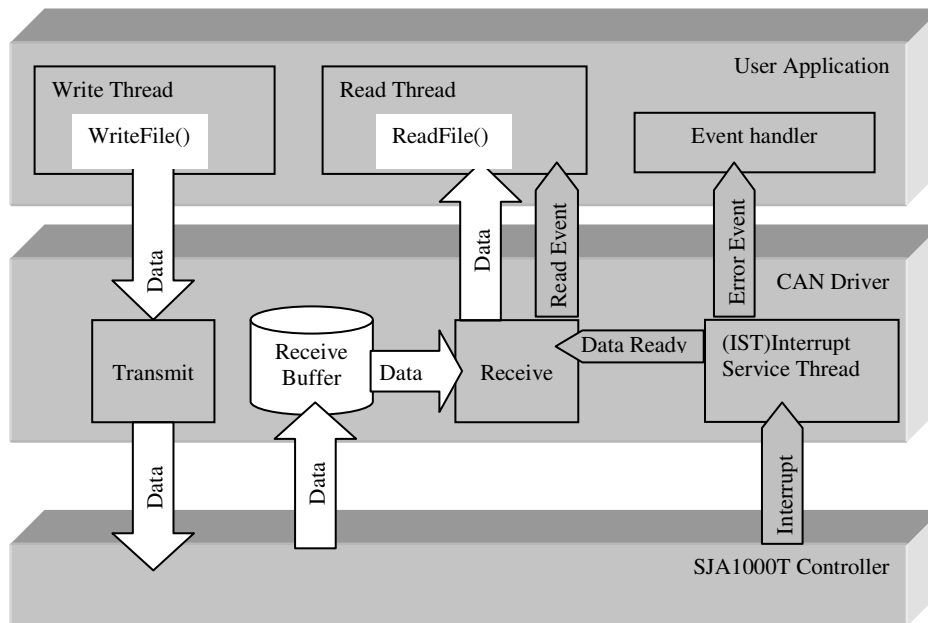 User Application
Write Thread
WriteFile()
Read Thread
ReadFile()
Event handler
Data
Data
Read Event
Error Event
CAN Driver
Transmit
Receive
Buffer
Data
Receive
Data Ready
(IST)Interrupt
Service Thread
Data
Data
Interrupt
SJA1000T Controller